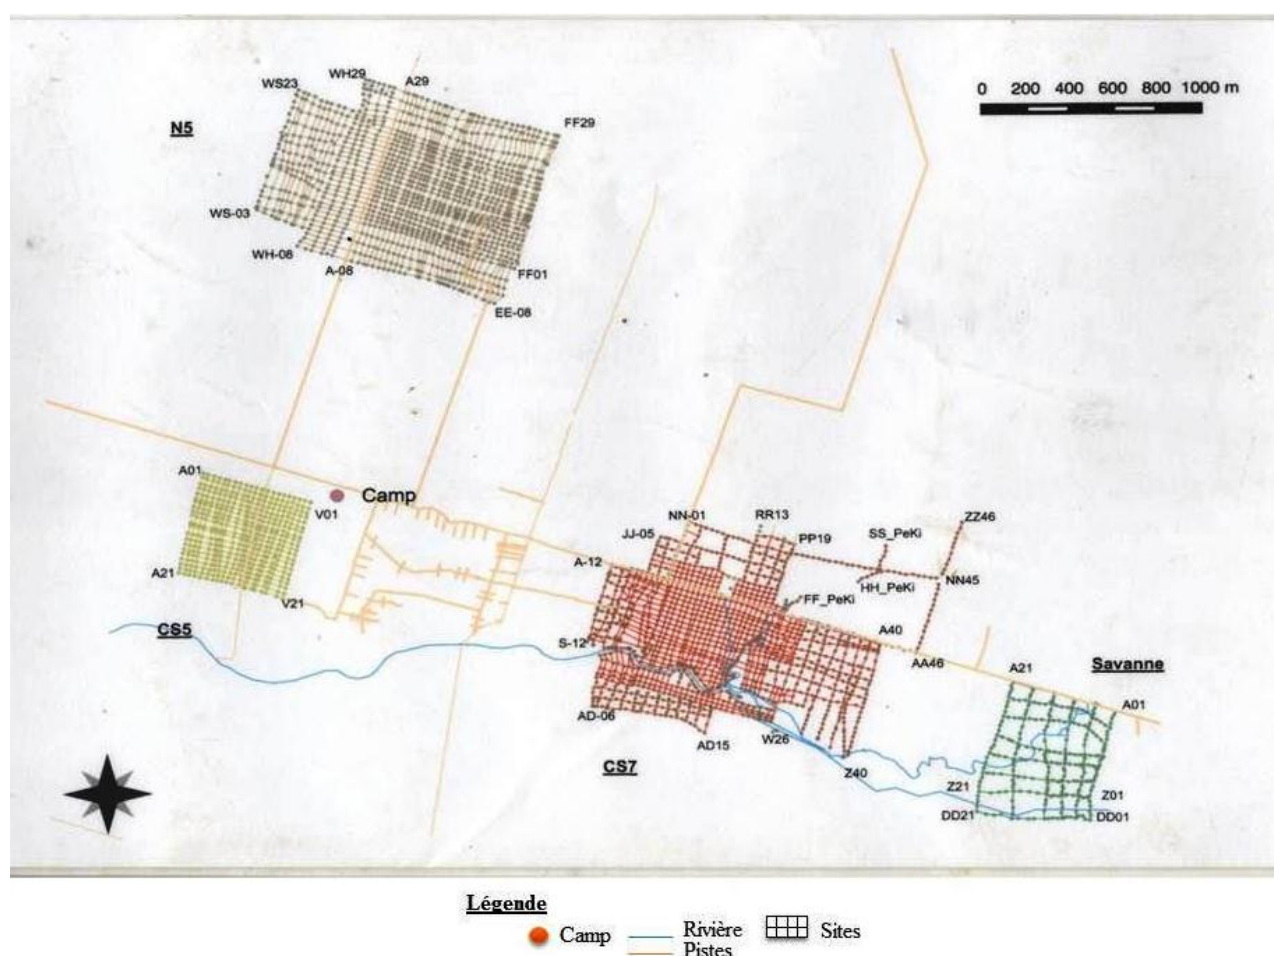 WS23
WH29
A29
0 200 400 600 800 1000 m
FF29
N5
WS-03
WH-08
A-08
FF01
EE-08
A01
Camp
V01
A21
V21
CS5
NN-01
RR13
ZZ46
JJ-05
PP19
SS_PeKi
A-12
HH_PeKi
NN45
FF_PeKi
A40
S-12
AA46
A21
Savanne
A01
AD-06
AD15
W26
CS7
Z40
Z21
Z01
DD21
DD01
Légende
Camp
Rivière
Sites
Pistes